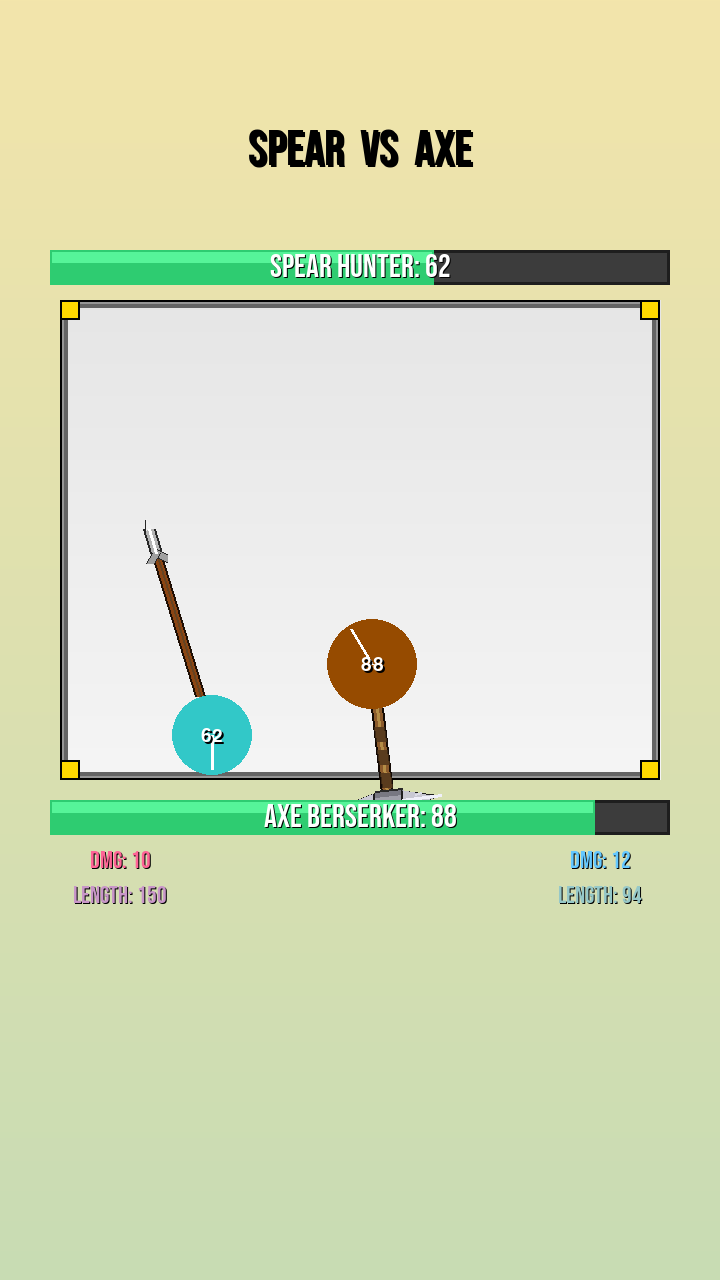 SPEAR VS AXE
SPEAR HUNTER: 62
88
62
AXE BERSERKER: 88
DMG: 10
DMG: 12
LENGTH: 150
LENGTH: 94